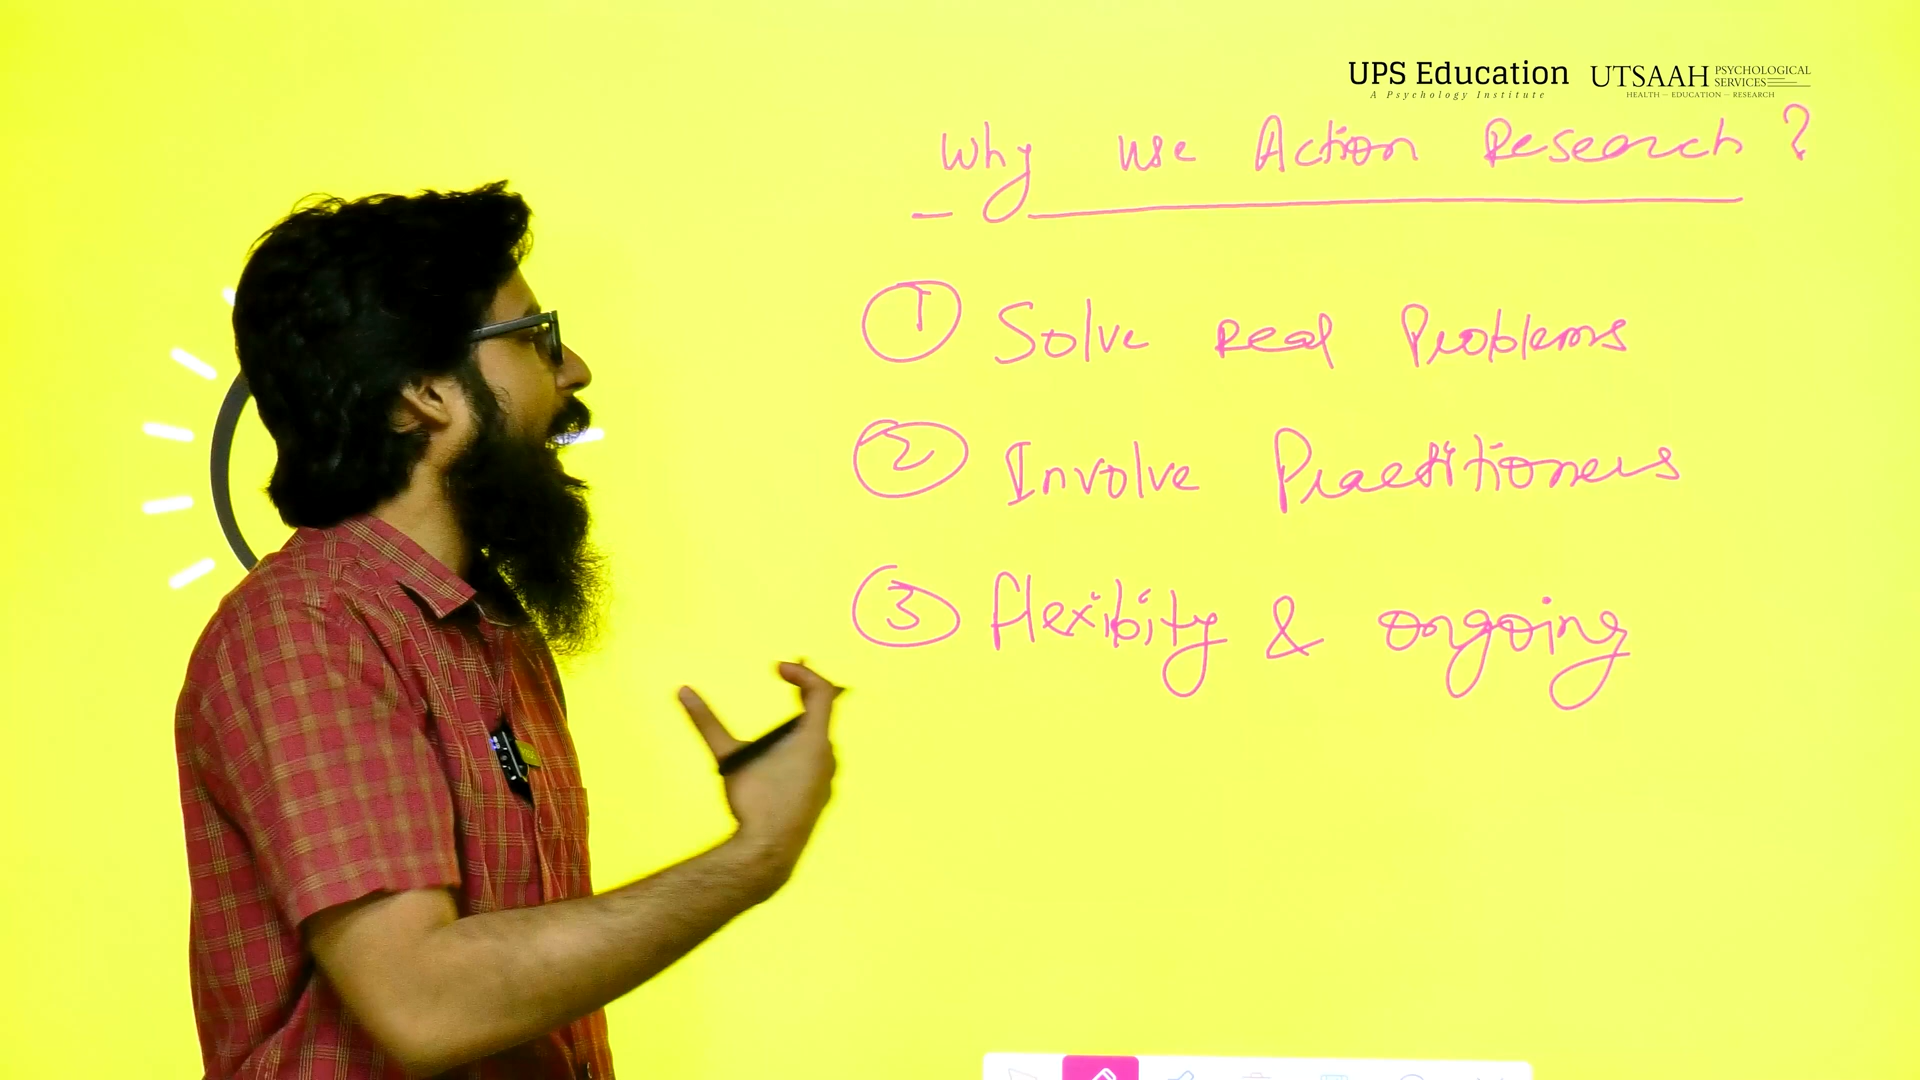 UPS Education
A Psychology Institute
UTSAAH PSYCHOLOGICAL SERVICES
HEALTH – EDUCATION – RESEARCH
Why use Action Research ?
1 Solve Real Problems
2 Involve Practitioners
3 flexibity & ongoing